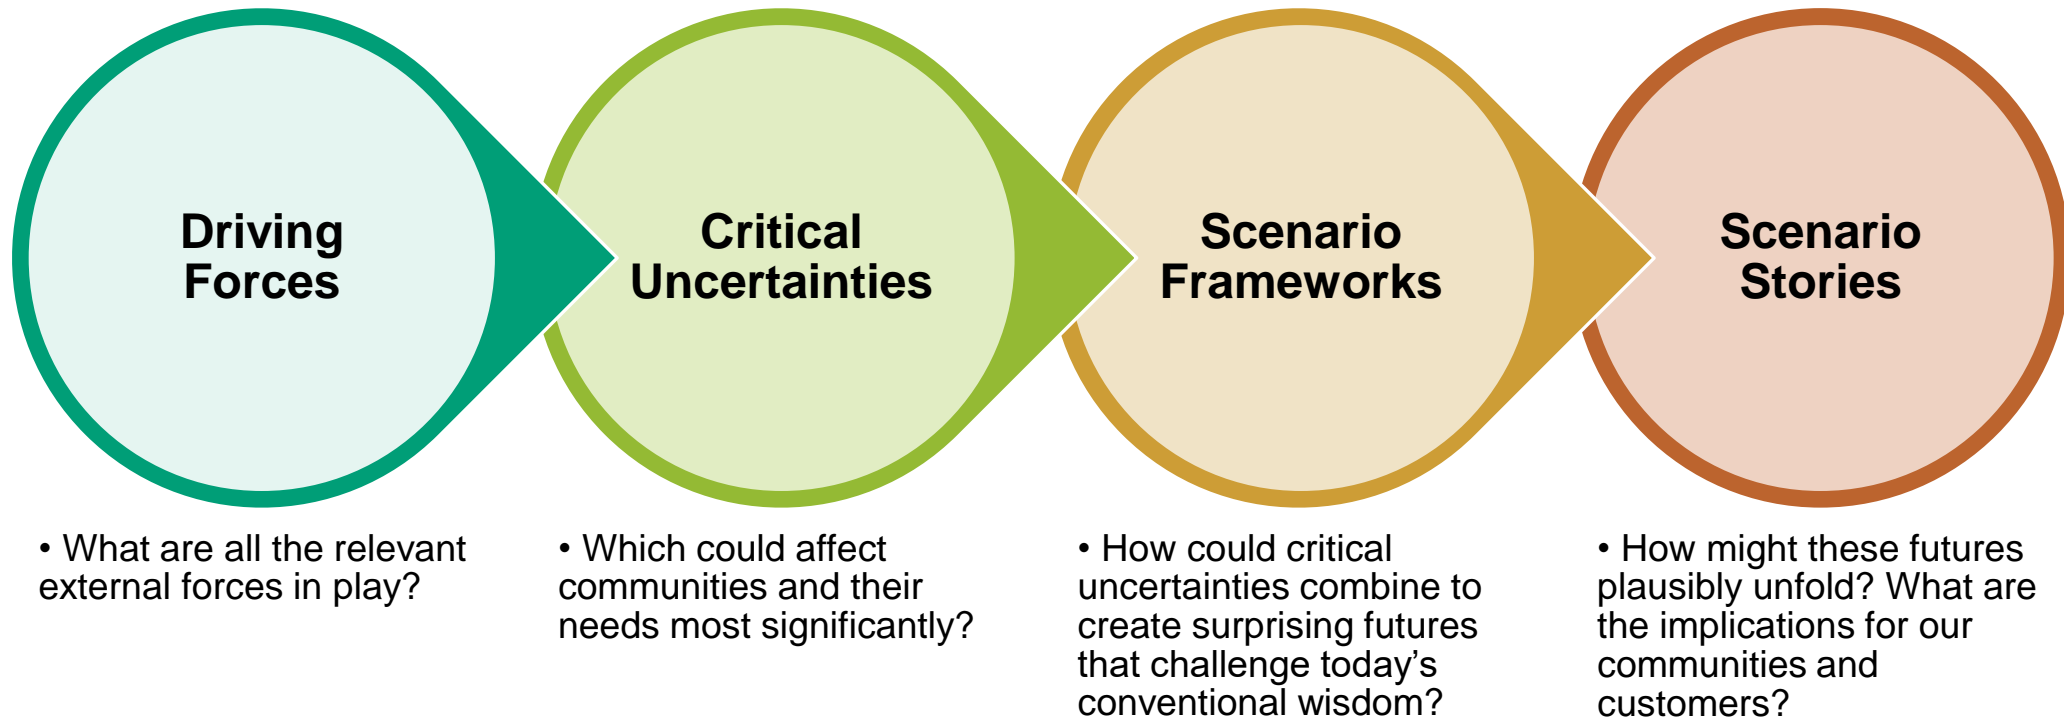 Driving
Forces
Critical
Uncertainties
Scenario
Frameworks
Scenario
Stories
• What are all the relevant
external forces in play?
• Which could affect
communities and their
needs most significantly?
• How could critical
uncertainties combine to
create surprising futures
that challenge today’s
conventional wisdom?
• How might these futures
plausibly unfold? What are
the implications for our
communities and
customers?